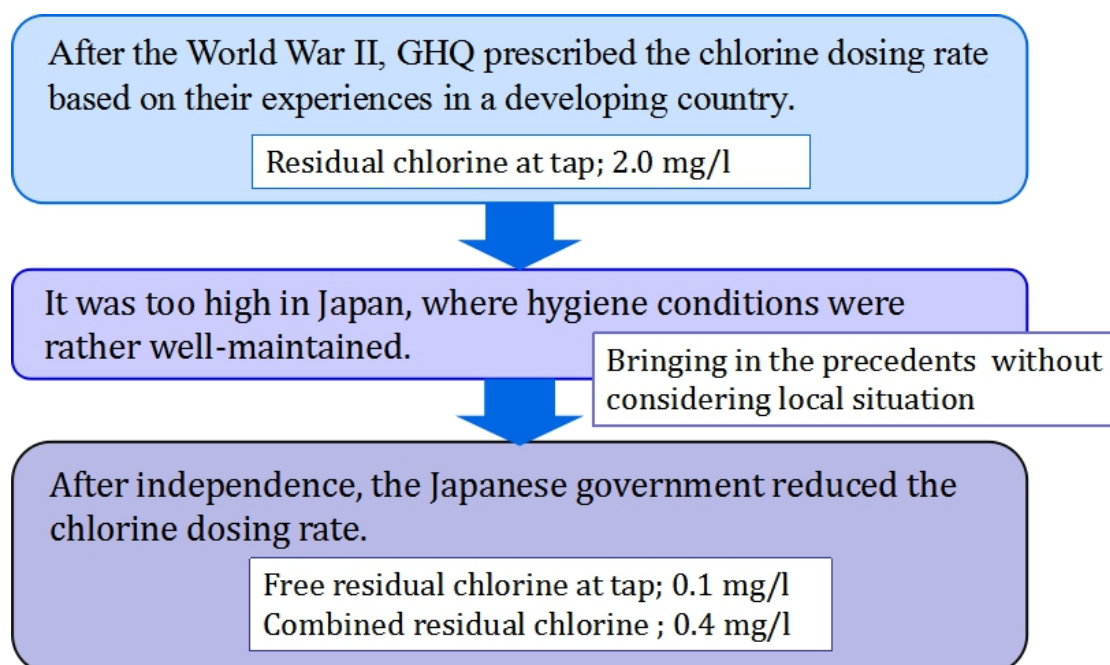 After the World War II, GHQ prescribed the chlorine dosing rate
based on their experiences in a developing country.
Residual chlorine at tap; 2.0 mg/l
It was too high in Japan, where hygiene conditions were
rather well-maintained.
Bringing in the precedents without
considering local situation
After independence, the Japanese government reduced the
chlorine dosing rate.
Free residual chlorine at tap; 0.1 mg/l
Combined residual chlorine ; 0.4 mg/l